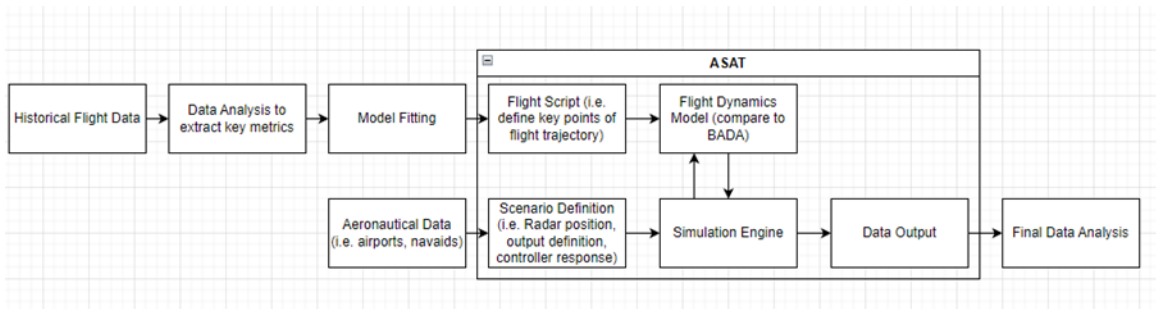 ASAT
Historical Flight Data
Data Analysis to
extract key metrics
Model Fitting
Flight Script (i.e.
define key points of
flight trajectory)
Flight Dynamics
Model (compare to
BADA)
Aeronautical Data
(i.e. airports, navaids)
Scenario Definition
(i.e. Radar position,
output definition,
controller response)
Simulation Engine
Data Output
Final Data Analysis